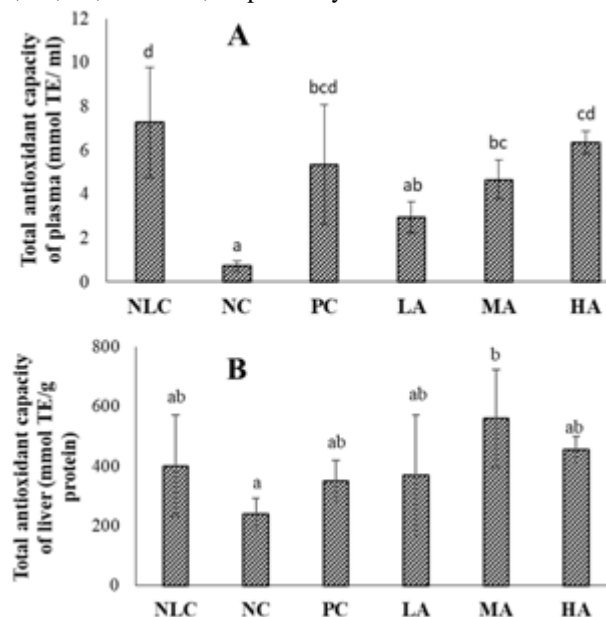 12
10
8
6
4
2
0
Total antioxidant capacity
of plasma (mmol TE/ ml)
A
d
a
bcd
ab
bc
cd
NLC NC PC LA MA HA
800
600
400
200
0
Total antioxidant capacity
of liver (mmol TE/g
protein)
B
ab
a
ab
ab
b
ab
NLC NC PC LA MA HA